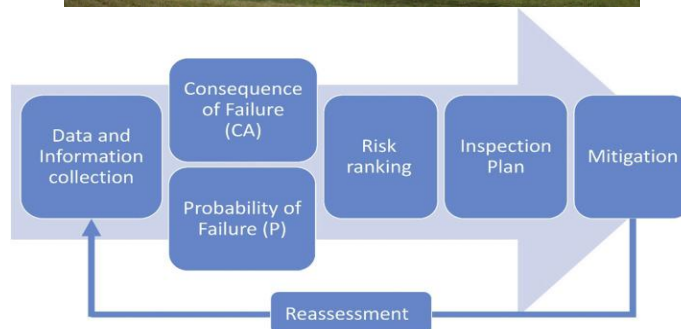 Data and
Information
collection
Consequence
of Failure
(CA)
Probability of
Failure (P)
Risk
ranking
Inspection
Plan
Mitigation
Reassessment